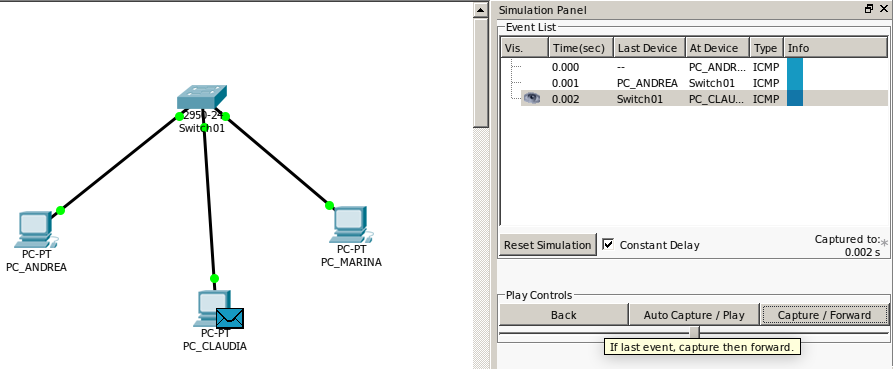 2950-24
Switch01
PC-PT
PC_ANDREA
PC-PT
PC_MARINA
PC-PT
PC_CLAUDIA
Simulation Panel
Event List
Vis. Time(sec) Last Device At Device Type Info
0.000 -- PC_ANDR... ICMP
0.001 PC_ANDREA Switch01 ICMP
0.002 Switch01 PC_CLAU... ICMP
Reset Simulation Constant Delay Captured to: *
0.002 s
Play Controls
Back Auto Capture / Play Capture / Forward
If last event, capture then forward.